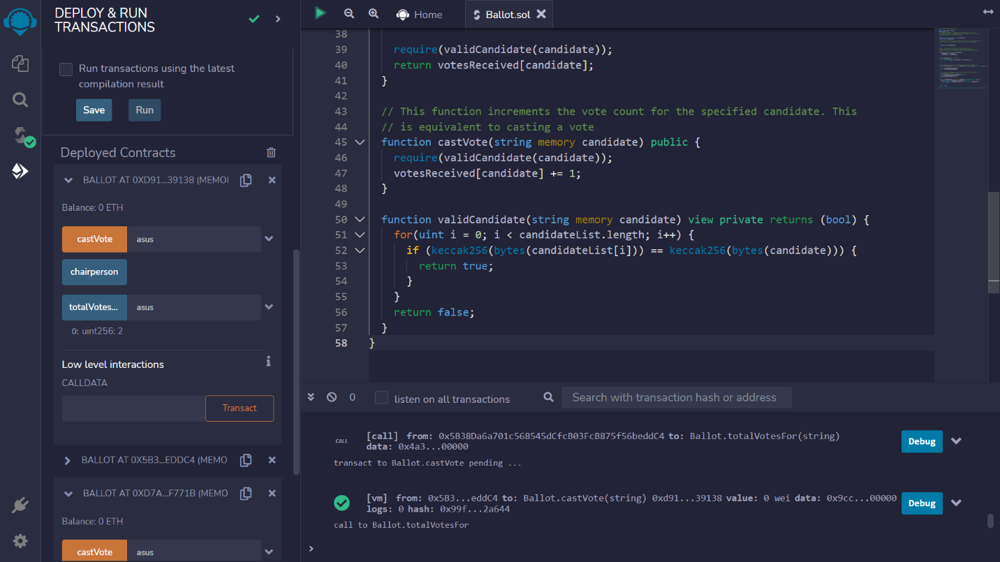 DEPLOY & RUN
TRANSACTIONS
Run transactions using the latest
compilation result
Save
Run
Deployed Contracts
BALLOT AT 0XD91...39138 (MEMOI
Balance: 0 ETH
castVote
asus
chairperson
totalVotes...
asus
0: uint256: 2
Low level interactions
i
CALLDATA
Transact
BALLOT AT 0X5B3...EDDC4 (MEMO
BALLOT AT 0XD7A...F771B (MEMO
Balance: 0 ETH
castVote
asus
Home
Ballot.sol
38
39 require(validCandidate(candidate));
40 return votesReceived[candidate];
41 }
42
43 // This function increments the vote count for the specified candidate. This
44 // is equivalent to casting a vote
45 function castVote(string memory candidate) public {
46 require(validCandidate(candidate));
47 votesReceived[candidate] += 1;
48 }
49
50 function validCandidate(string memory candidate) view private returns (bool) {
51 for(uint i = 0; i < candidateList.length; i++) {
52 if (keccak256(bytes(candidateList[i])) == keccak256(bytes(candidate))) {
53 return true;
54 }
55 }
56 return false;
57 }
58 }
0
listen on all transactions
Search with transaction hash or address
CALL
[call] from: 0x5B38Da6a701c568545dCfcB03FcB875f56beddC4 to: Ballot.totalVotesFor(string)
data: 0x4a3...00000
Debug
transact to Ballot.castVote pending ...
[vm] from: 0x5B3...eddC4 to: Ballot.castVote(string) 0xd91...39138 value: 0 wei data: 0x9cc...00000
logs: 0 hash: 0x99f...2a644
Debug
call to Ballot.totalVotesFor
>